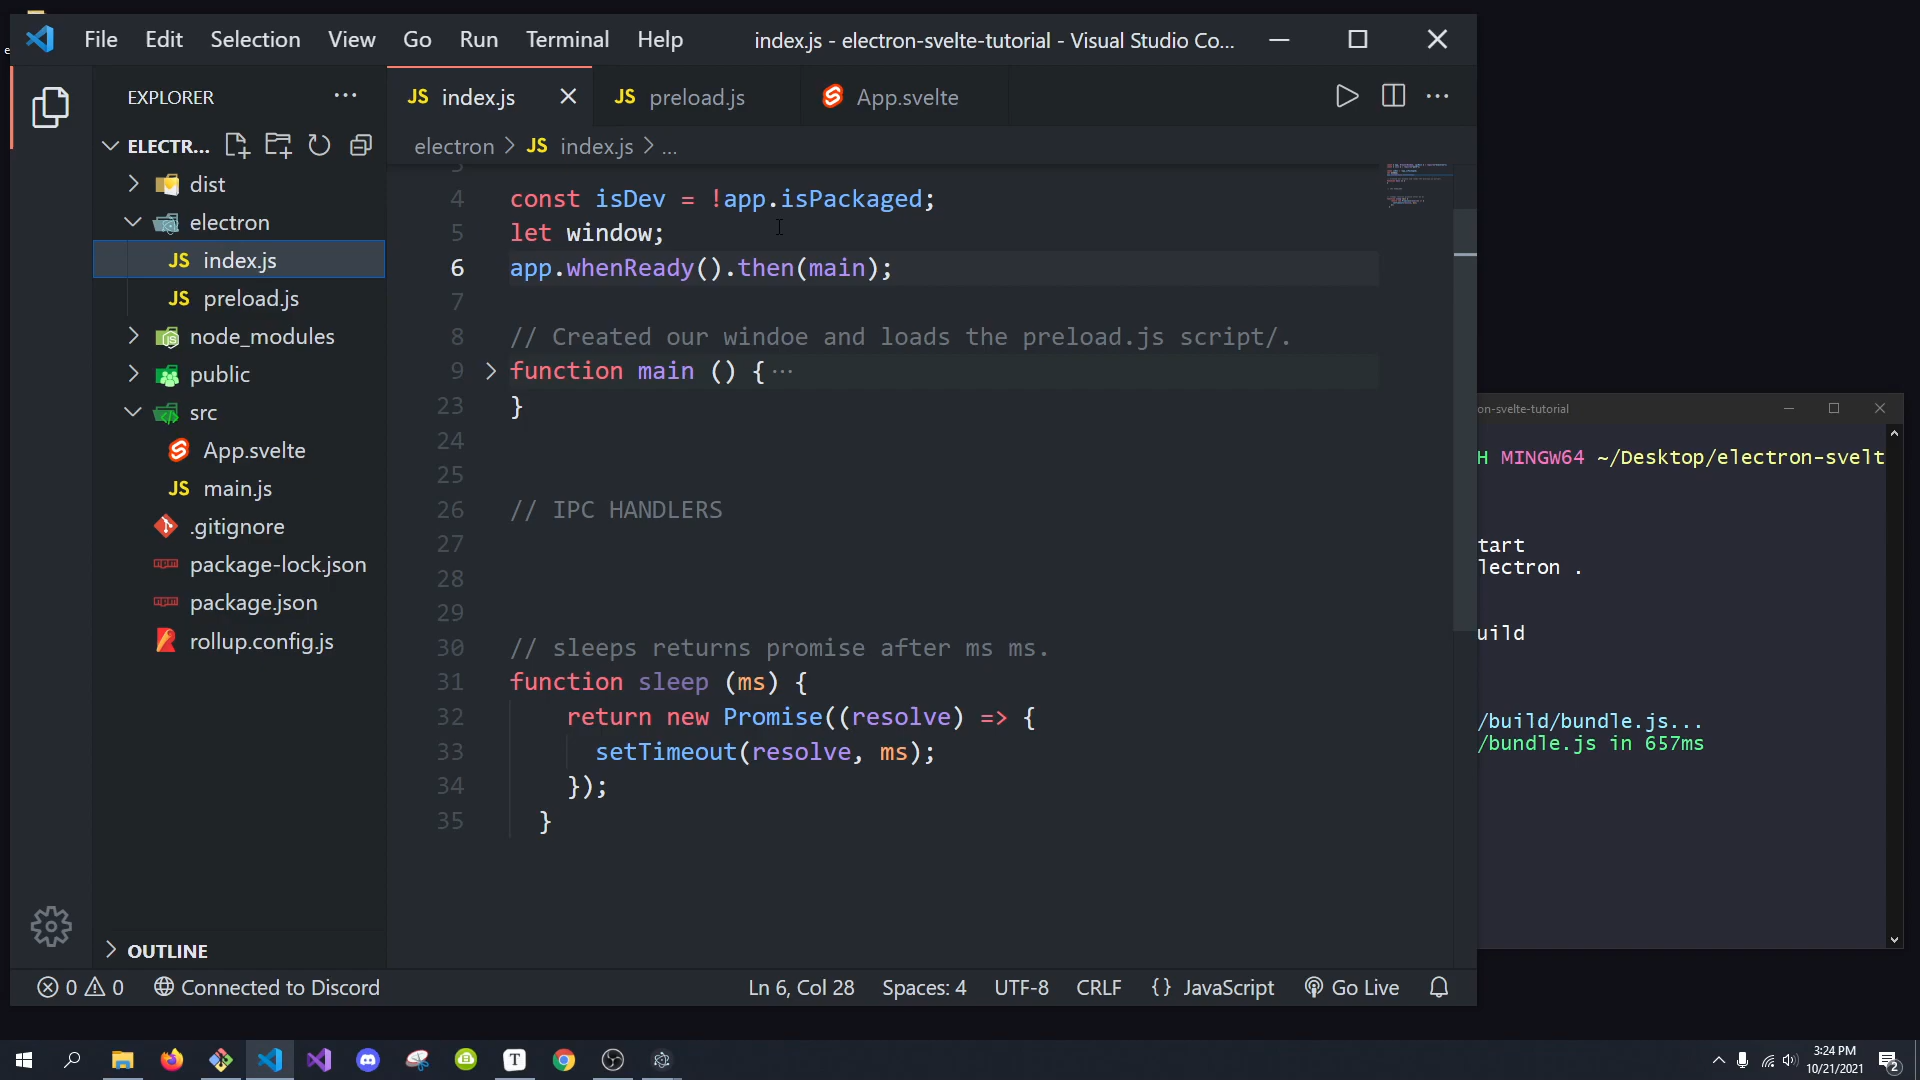 File Edit Selection View Go Run Terminal Help index.js - electron-svelte-tutorial - Visual Studio Co...
EXPLORER
JS index.js
JS preload.js
App.svelte
ELECTR...
electron > JS index.js > ...
dist
electron
JS index.js
JS preload.js
node_modules
public
src
App.svelte
JS main.js
.gitignore
package-lock.json
package.json
rollup.config.js
OUTLINE
4 const isDev = !app.isPackaged;
5 let window;
6 app.whenReady().then(main);
7
8 // Created our windoe and loads the preload.js script/.
9 function main () {···
23 }
24
25
26 // IPC HANDLERS
27
28
29
30 // sleeps returns promise after ms ms.
31 function sleep (ms) {
32 return new Promise((resolve) => {
33 setTimeout(resolve, ms);
34 });
35 }
0 0 Connected to Discord Ln 6, Col 28 Spaces: 4 UTF-8 CRLF {} JavaScript Go Live
on-svelte-tutorial
H MINGW64 ~/Desktop/electron-svelt
tart
lectron .
uild
/build/bundle.js...
/bundle.js in 657ms
T
3:24 PM
10/21/2021
2